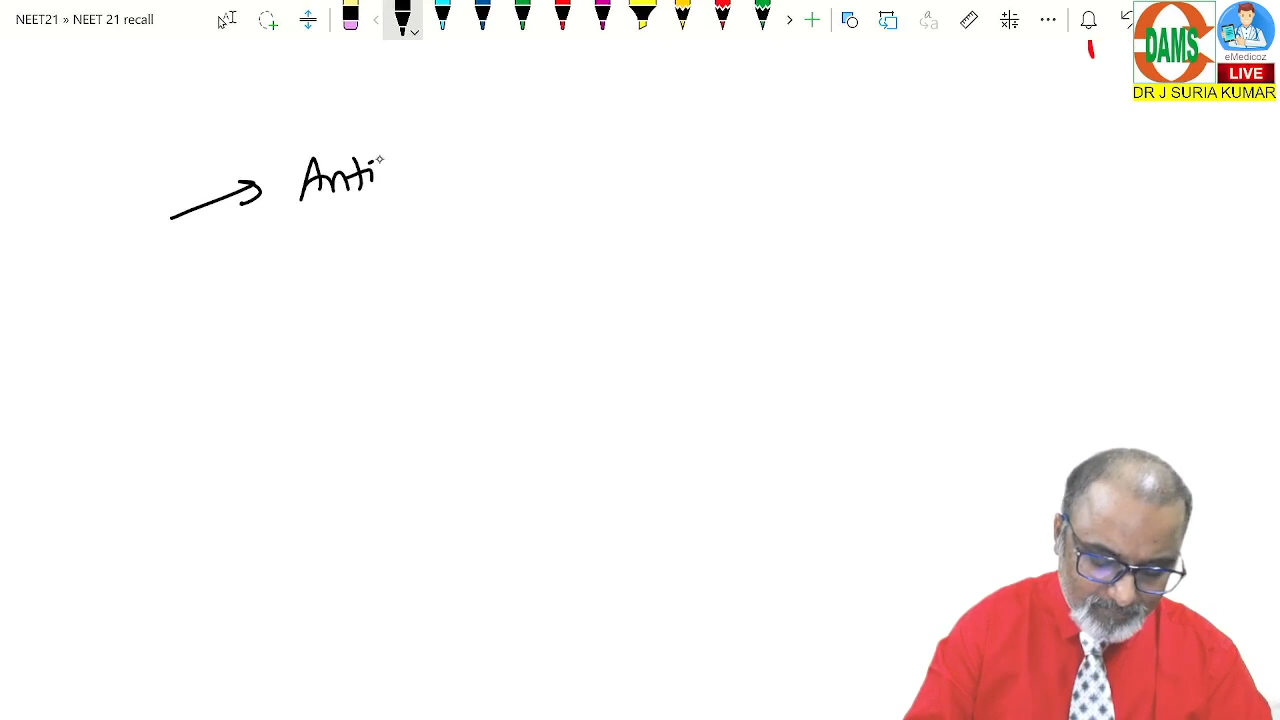 NEET21 » NEET 21 recall
DAMS
eMedicoz
LIVE
DR J SURIA KUMAR
Anti